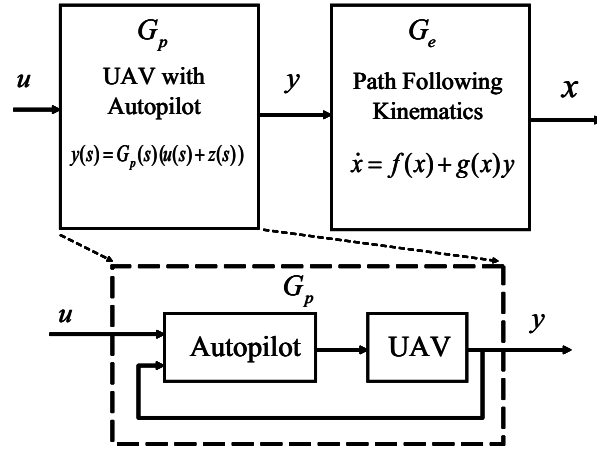 G_p
UAV with
Autopilot
y(s) = G_p(s)(u(s) + z(s))
u
y
G_e
Path Following
Kinematics
ẋ = f(x) + g(x)y
x
G_p
u
Autopilot
UAV
y